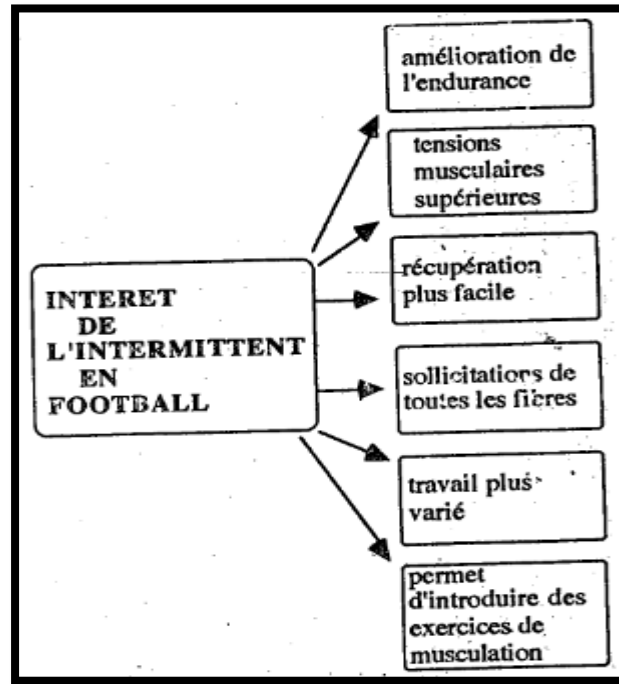 amélioration de
l'endurance
tensions
musculaires
supérieures
récupération
plus facile
INTERET
DE
L'INTERMITTENT
EN
FOOTBALL
sollicitations de
toutes les fibres
travail plus
varié
permet
d'introduire des
exercices de
musculation